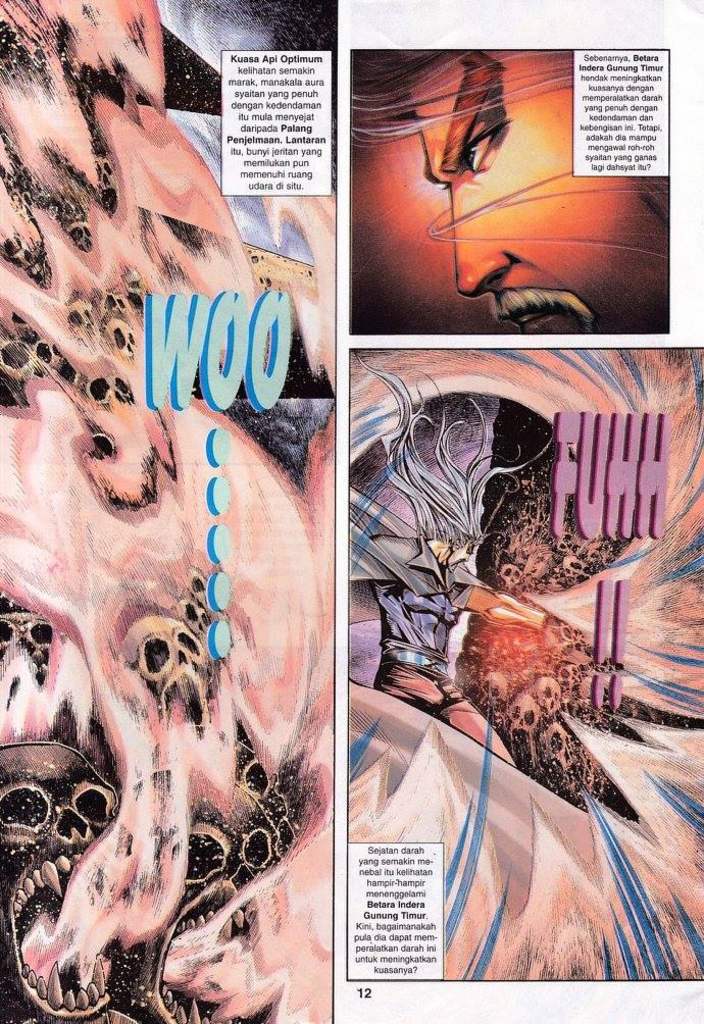 Kuasa Api Optimum
kelihatan semakin
marak, manakala aura
syaitan yang penuh
dengan kedendaman
itu mula menyejat
daripada Palang
Penjelmaan. Lantaran
itu, bunyi jeritan yang
memilukan pun
memenuhi ruang
udara di situ.
WOO
.....
Sebenarnya, Betara
Indera Gunung Timur
hendak meningkatkan
kuasanya dengan
memperalatkan darah
yang penuh dengan
kedendaman dan
kebengisan ini. Tetapi,
adakah dia mampu
mengawal roh-roh
syaitan yang ganas
lagi dahsyat itu?
FUHH
!!
Sejatan darah
yang semakin me-
nebal itu kelihatan
hampir-hampir
menenggelami
Betara Indera
Gunung Timur.
Kini, bagaimanakah
pula dia dapat mem-
peralatkan darah ini
untuk meningkatkan
kuasanya?
12